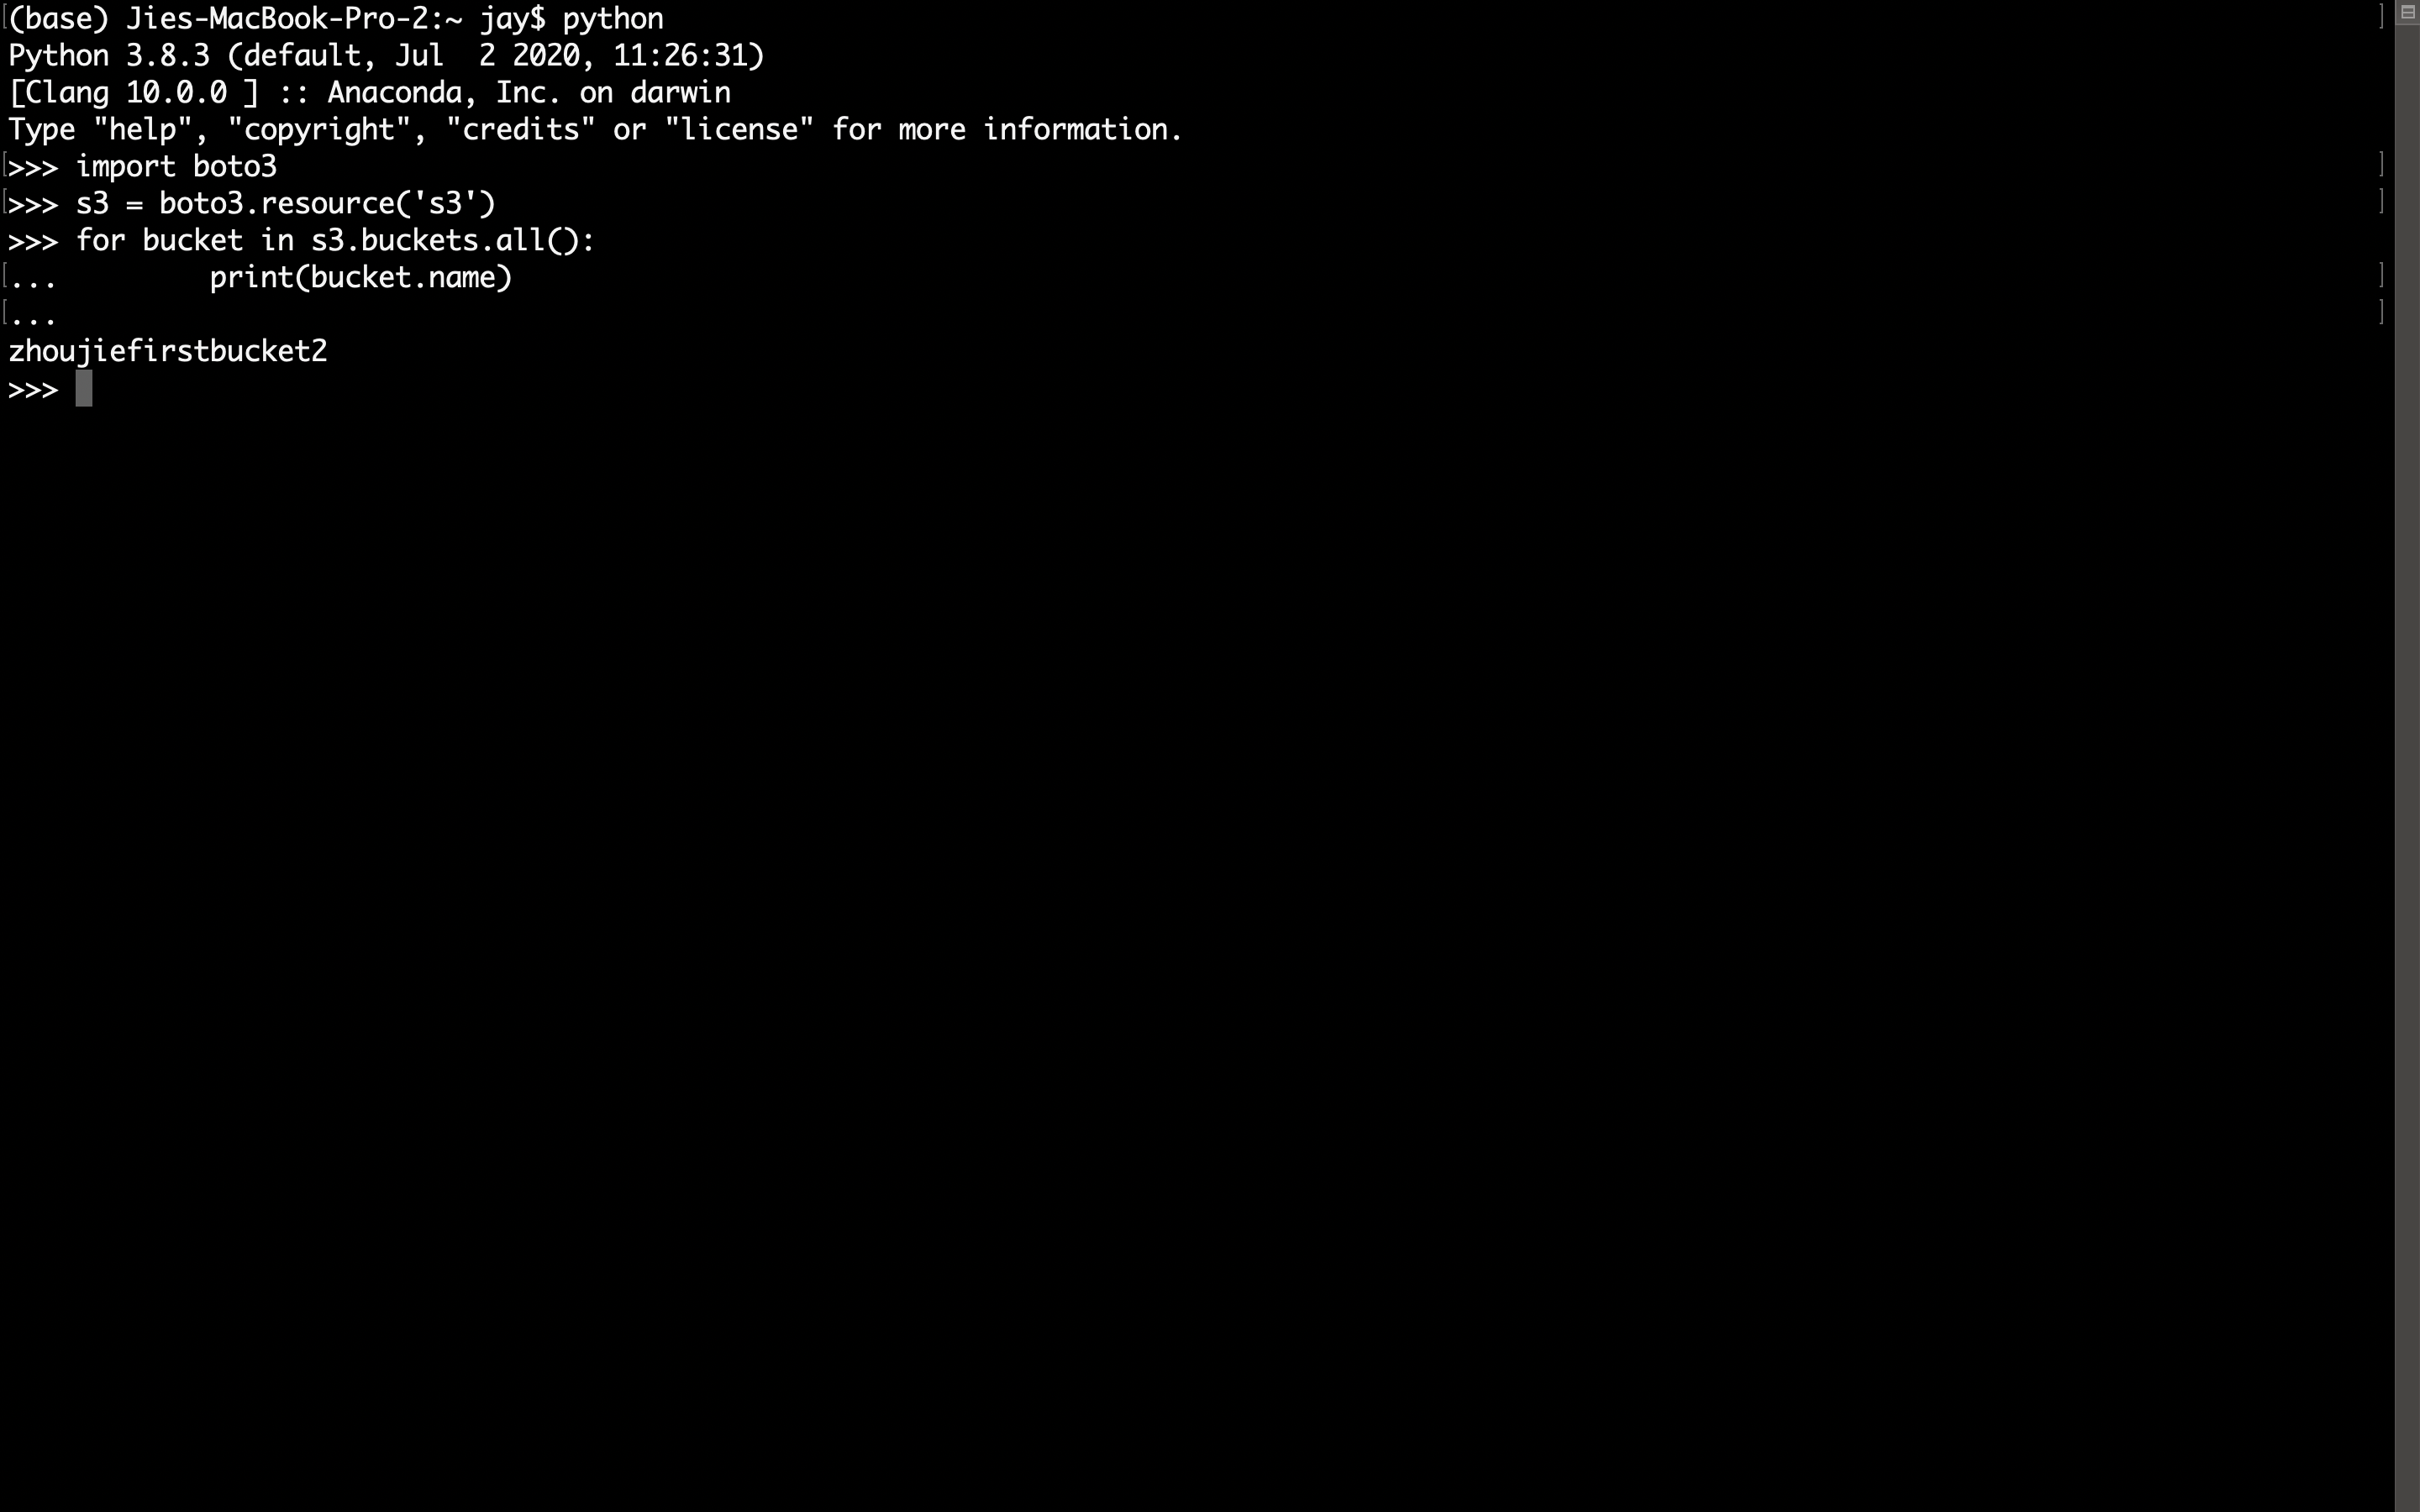 (base) Jies-MacBook-Pro-2:~ jay$ python
Python 3.8.3 (default, Jul  2 2020, 11:26:31)
[Clang 10.0.0 ] :: Anaconda, Inc. on darwin
Type "help", "copyright", "credits" or "license" for more information.
>>> import boto3
>>> s3 = boto3.resource('s3')
>>> for bucket in s3.buckets.all():
...         print(bucket.name)
...
zhoujiefirstbucket2
>>>